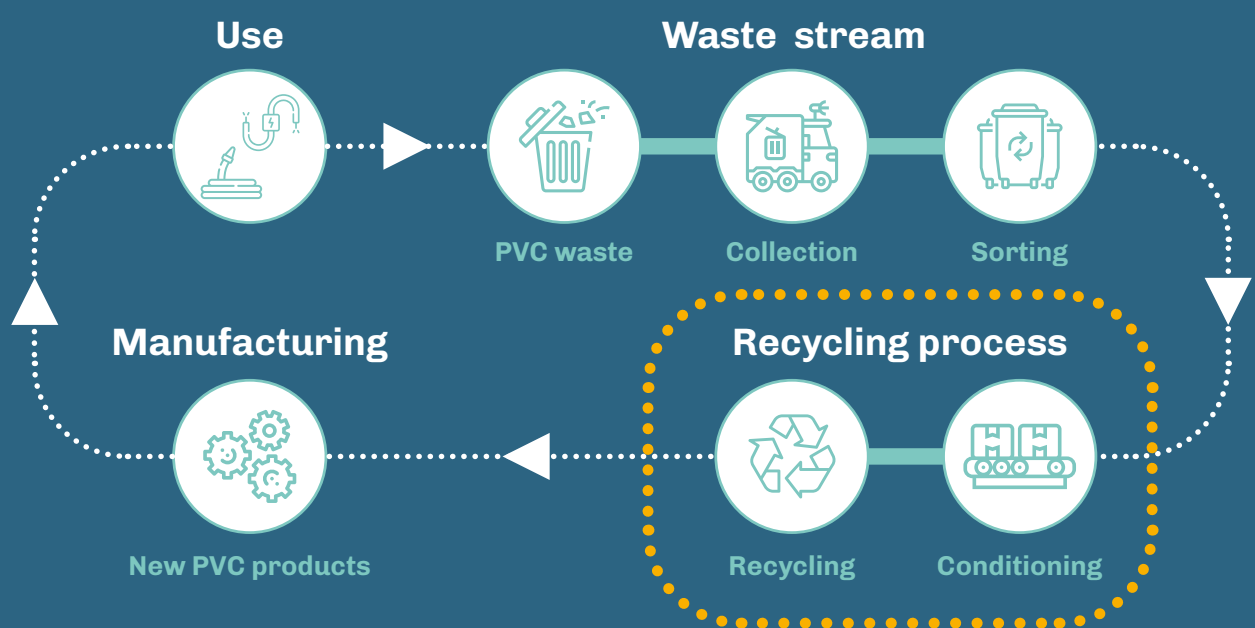 Use
Waste stream
PVC waste
Collection
Sorting
Manufacturing
Recycling process
New PVC products
Recycling
Conditioning